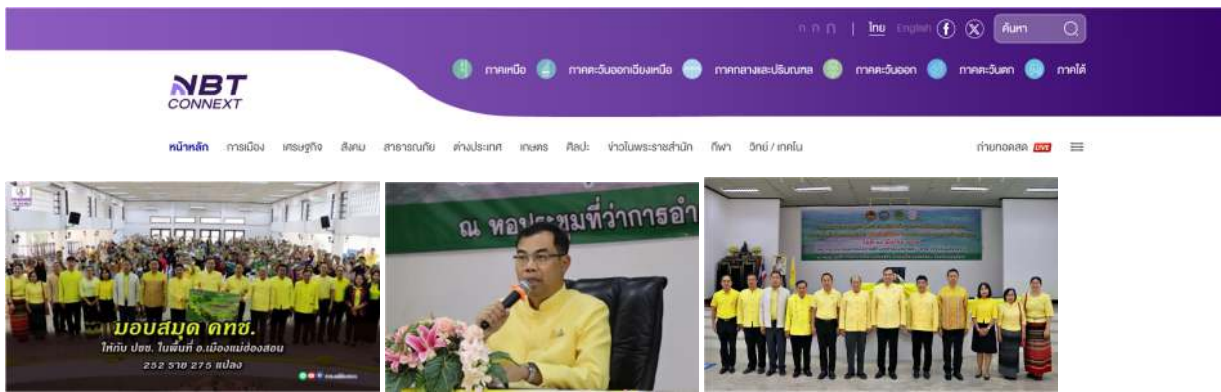 ก ก ก | ไทย English ค้นหา
ภาคเหนือ ภาคตะวันออกเฉียงเหนือ ภาคกลางและปริมณฑล ภาคตะวันออก ภาคตะวันตก ภาคใต้
NBT
CONNEXT
หน้าหลัก การเมือง เศรษฐกิจ สังคม สาธารณภัย ต่างประเทศ เกษตร ศิลปะ ข่าวในพระราชสำนัก กีฬา วิทย์ / เทคโน ถ่ายทอดสด LIVE
ณ หอประชุมที่ว่าการอำ
มอบสมุด คทช.
ให้กับ ปชช. ในพื้นที่ อ.เมืองแม่ฮ่องสอน
252 ราย 275 แปลง